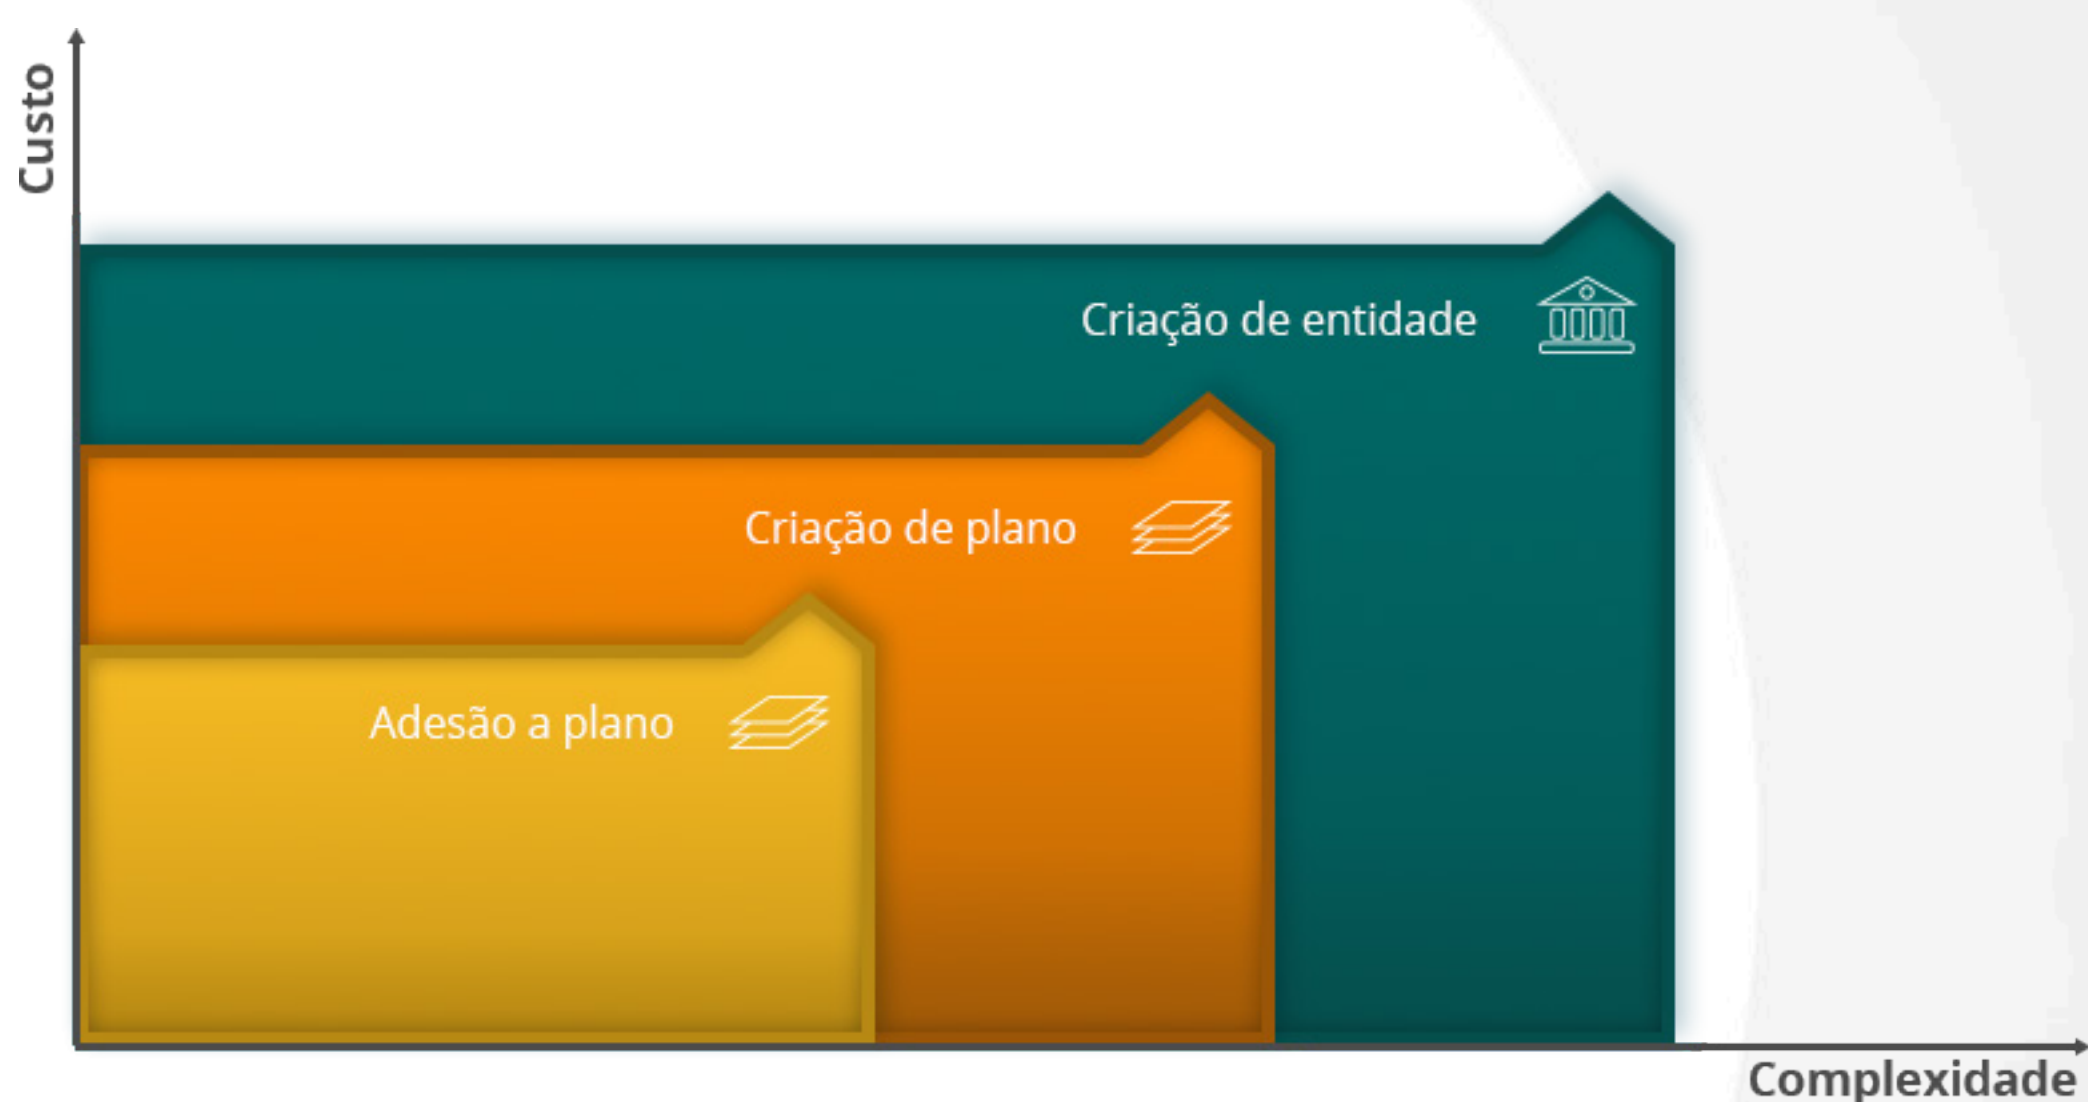 Custo
Criação de entidade
Criação de plano
Adesão a plano
Complexidade